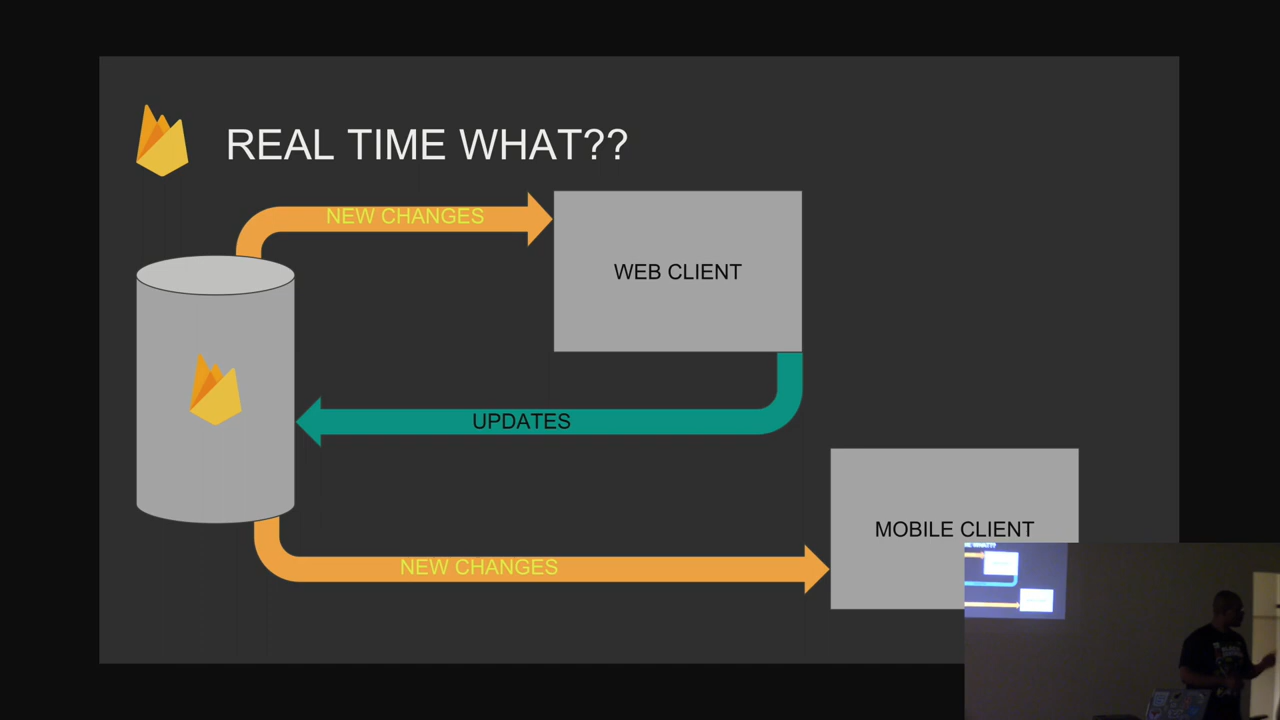 REAL TIME WHAT??
NEW CHANGES
WEB CLIENT
UPDATES
MOBILE CLIENT
NEW CHANGES